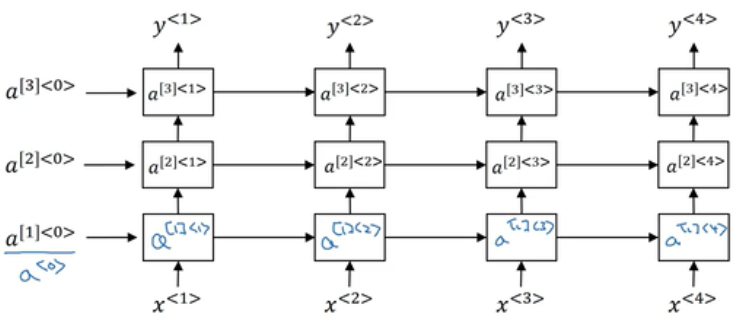 y<1> y<2> y<3> y<4>
a[3]<0> a[3]<1> a[3]<2> a[3]<3> a[3]<4>
a[2]<0> a[2]<1> a[2]<2> a[2]<3> a[2]<4>
a[1]<0> a[1]<1> a[1]<2> a[1]<3> a[1]<4>
a[0]
x<1> x<2> x<3> x<4>